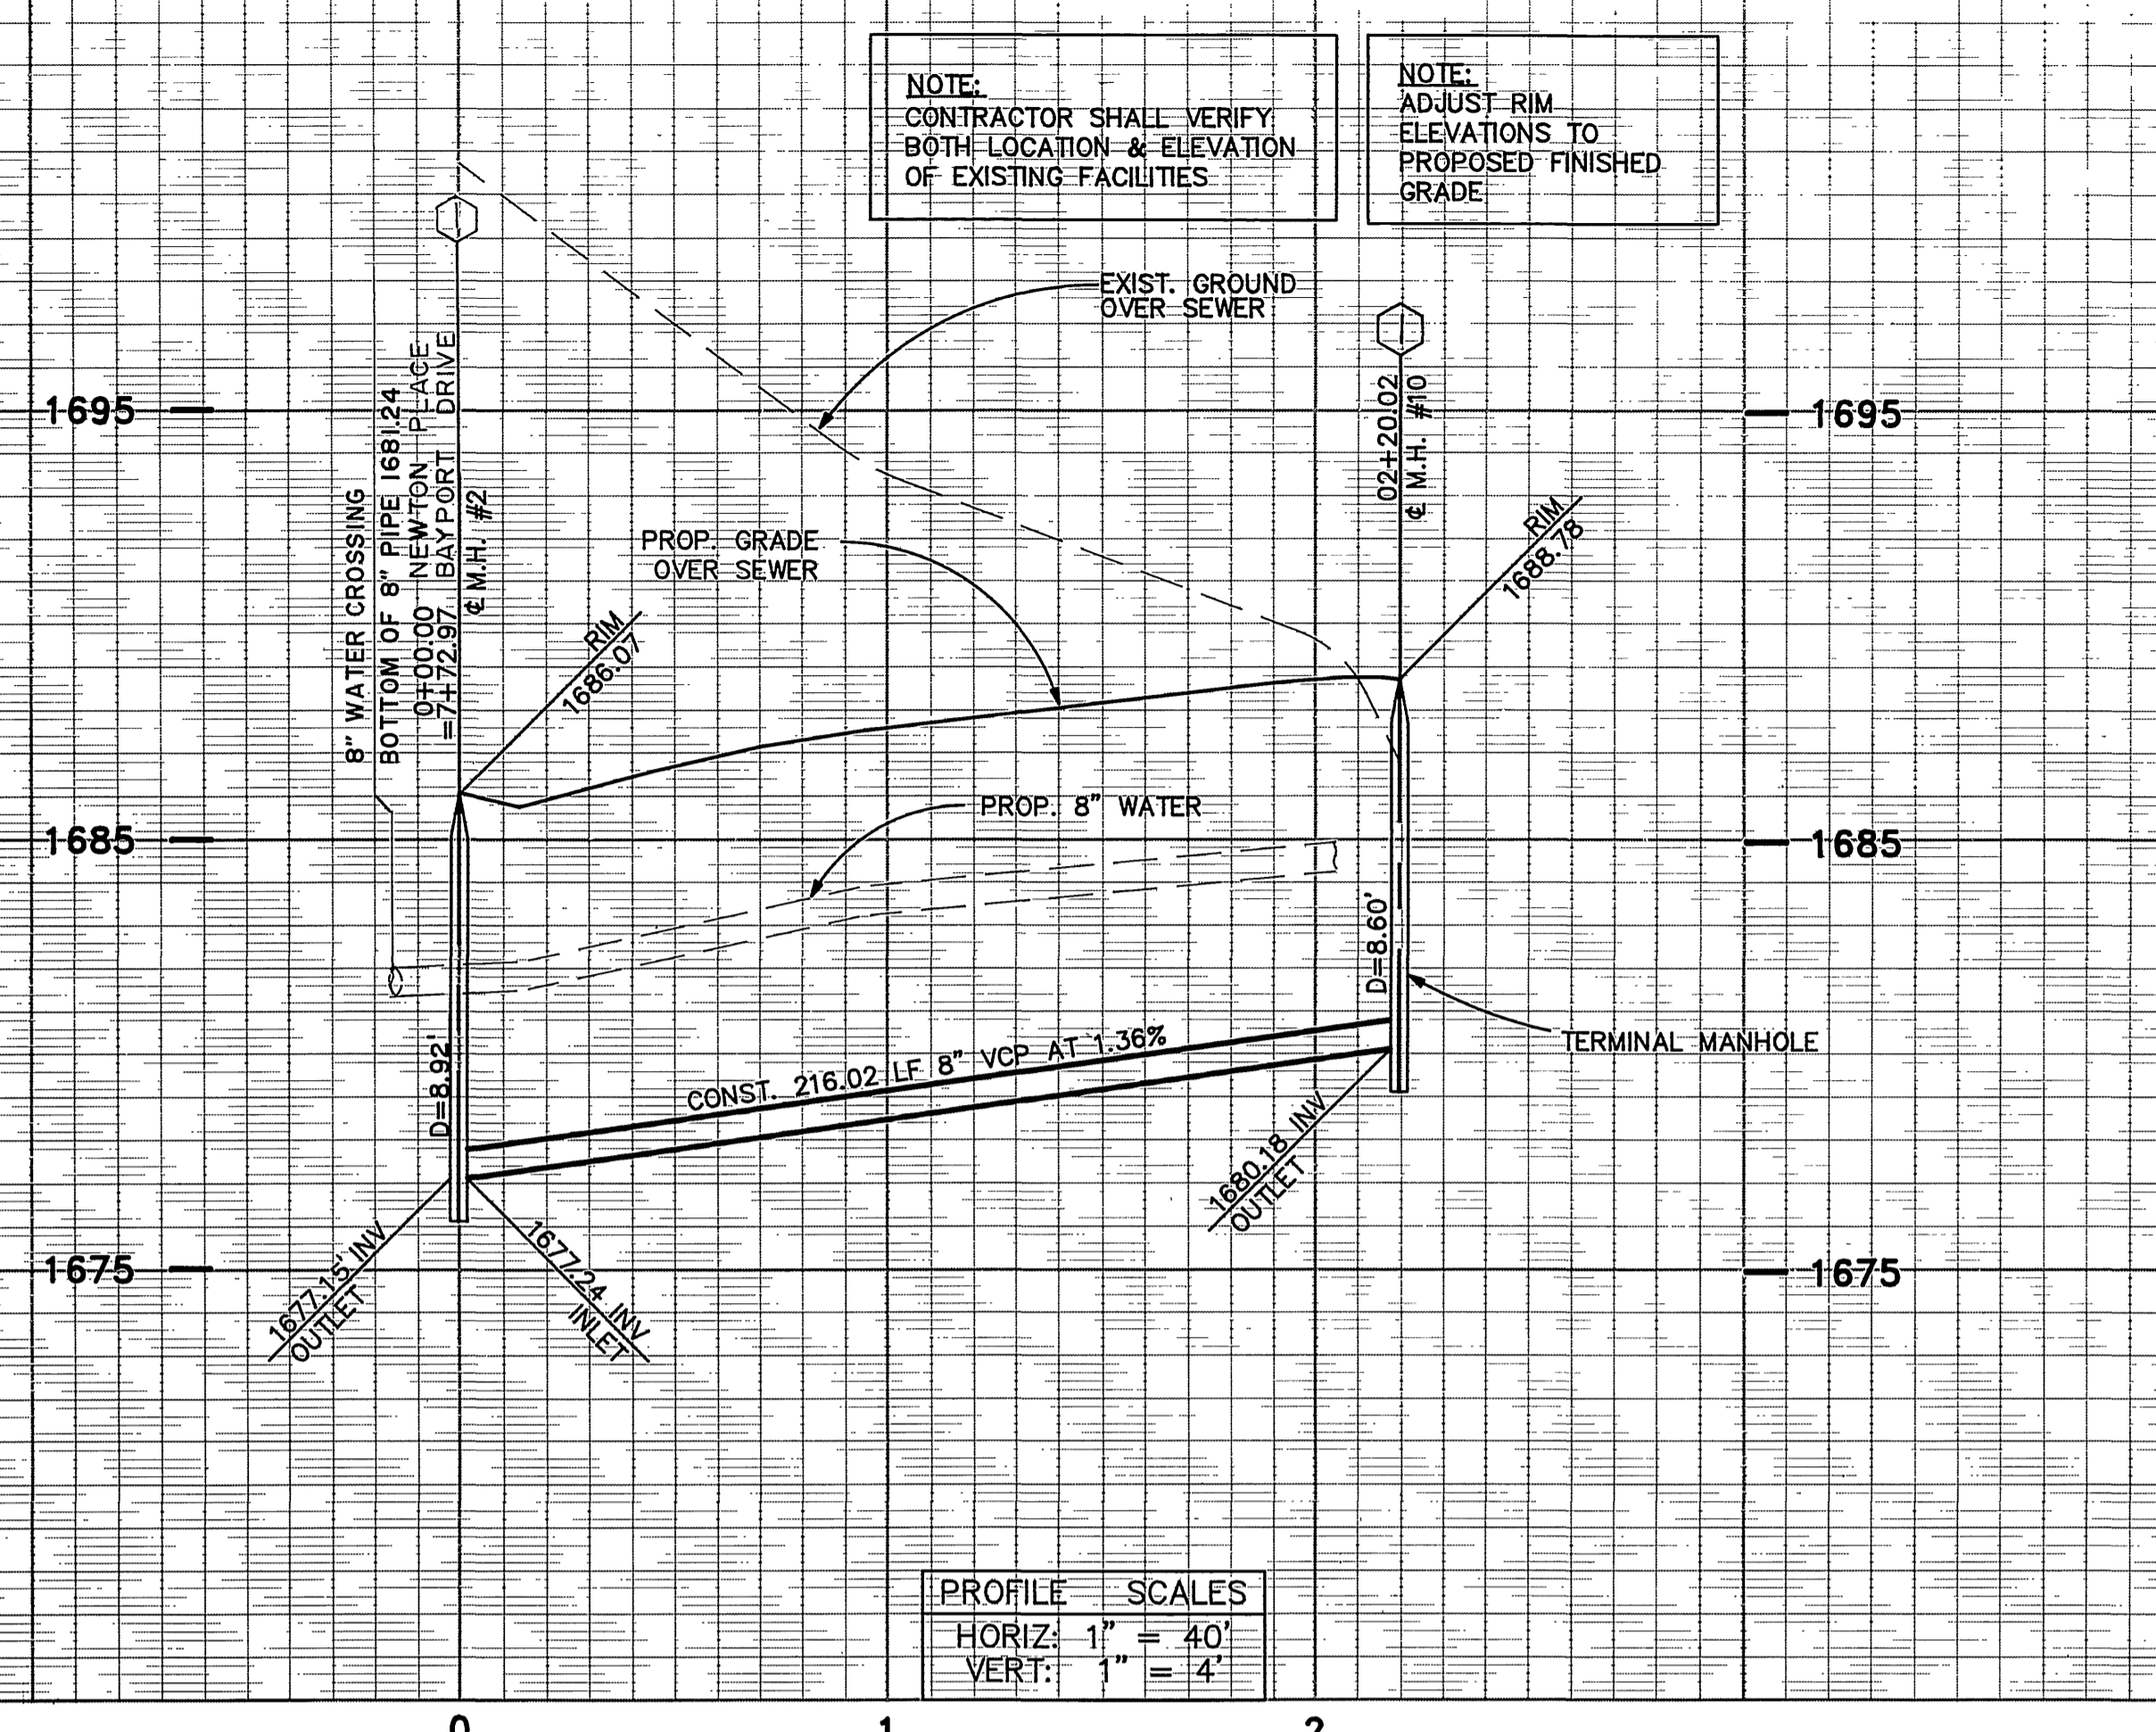 NOTE:
CONTRACTOR SHALL VERIFY
BOTH LOCATION & ELEVATION
OF EXISTING FACILITIES
NOTE:
ADJUST RIM
ELEVATIONS TO
PROPOSED FINISHED
GRADE
EXIST. GROUND
OVER SEWER
1695
1695
8" WATER CROSSING
BOTTOM OF 8" PIPE 1681.24
0+00.00 NEWTON PLACE
=7+72.97 BAYPORT DRIVE
℄ M.H. #2
02+20.02
℄ M.H. #10
RIM
1688.78
PROP. GRADE
OVER SEWER
RIM
1686.07
PROP. 8" WATER
1685
1685
D=8.60'
D=8.92'
CONST. 216.02 LF 8" VCP AT 1.36%
TERMINAL MANHOLE
1680.18 INV
OUTLET
1677.15' INV
OUTLET
1677.24 INV
INLET
1675
1675
PROFILE SCALES
HORIZ: 1" = 40'
VERT: 1" = 4'
0 1 2